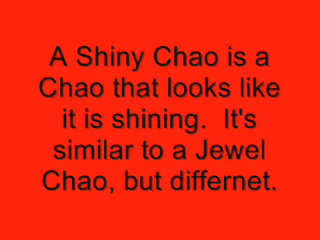 A Shiny Chao is a
Chao that looks like
it is shining.  It's
similar to a Jewel
Chao, but differnet.